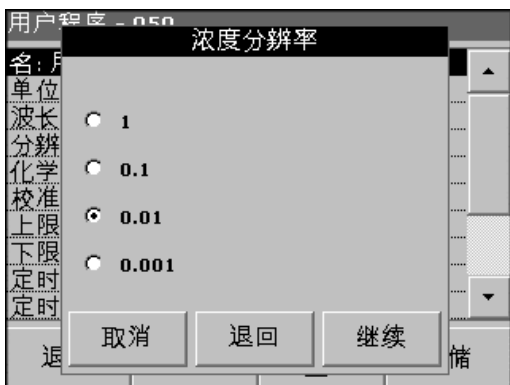 用户程序 - 050
浓度分辨率
名:
单位
波长
分辨
化学
校准
上限
下限
定时
定时
1
0.1
0.01
0.001
取消
退回
继续
退
储